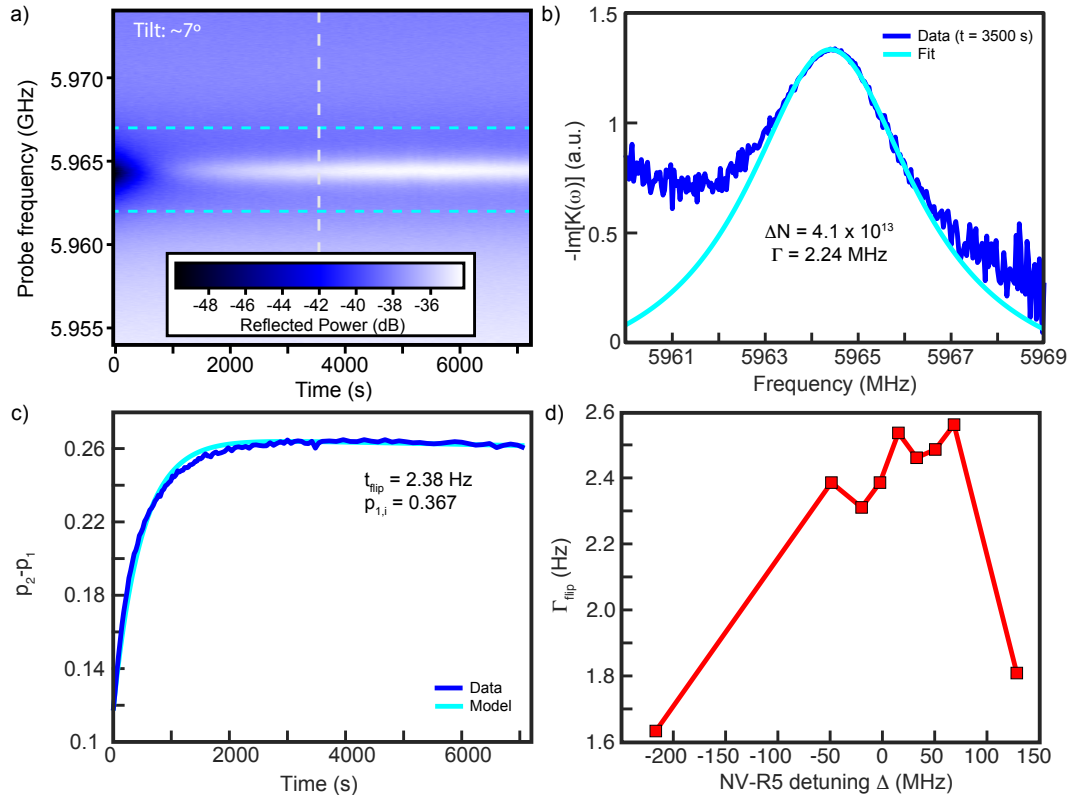 a)
Tilt: ~7°
Probe frequency (GHz)
5.970
5.965
5.960
5.955
-48 -46 -44 -42 -40 -38 -36
Reflected Power (dB)
0 2000 4000 6000
Time (s)
b)
-Im[K(ω)] (a.u.)
1.5
1
0.5
0
Data (t = 3500 s)
Fit
ΔN = 4.1 x 10¹³
Γ = 2.24 MHz
5961 5963 5965 5967 5969
Frequency (MHz)
c)
p₂-p₁
0.26
0.22
0.18
0.14
0.1
t_flip = 2.38 Hz
p_1,i = 0.367
Data
Model
0 2000 4000 6000
Time (s)
d)
Γ_flip (Hz)
2.6
2.4
2.2
2.0
1.8
1.6
-200 -150 -100 -50 0 50 100 150
NV-R5 detuning Δ (MHz)